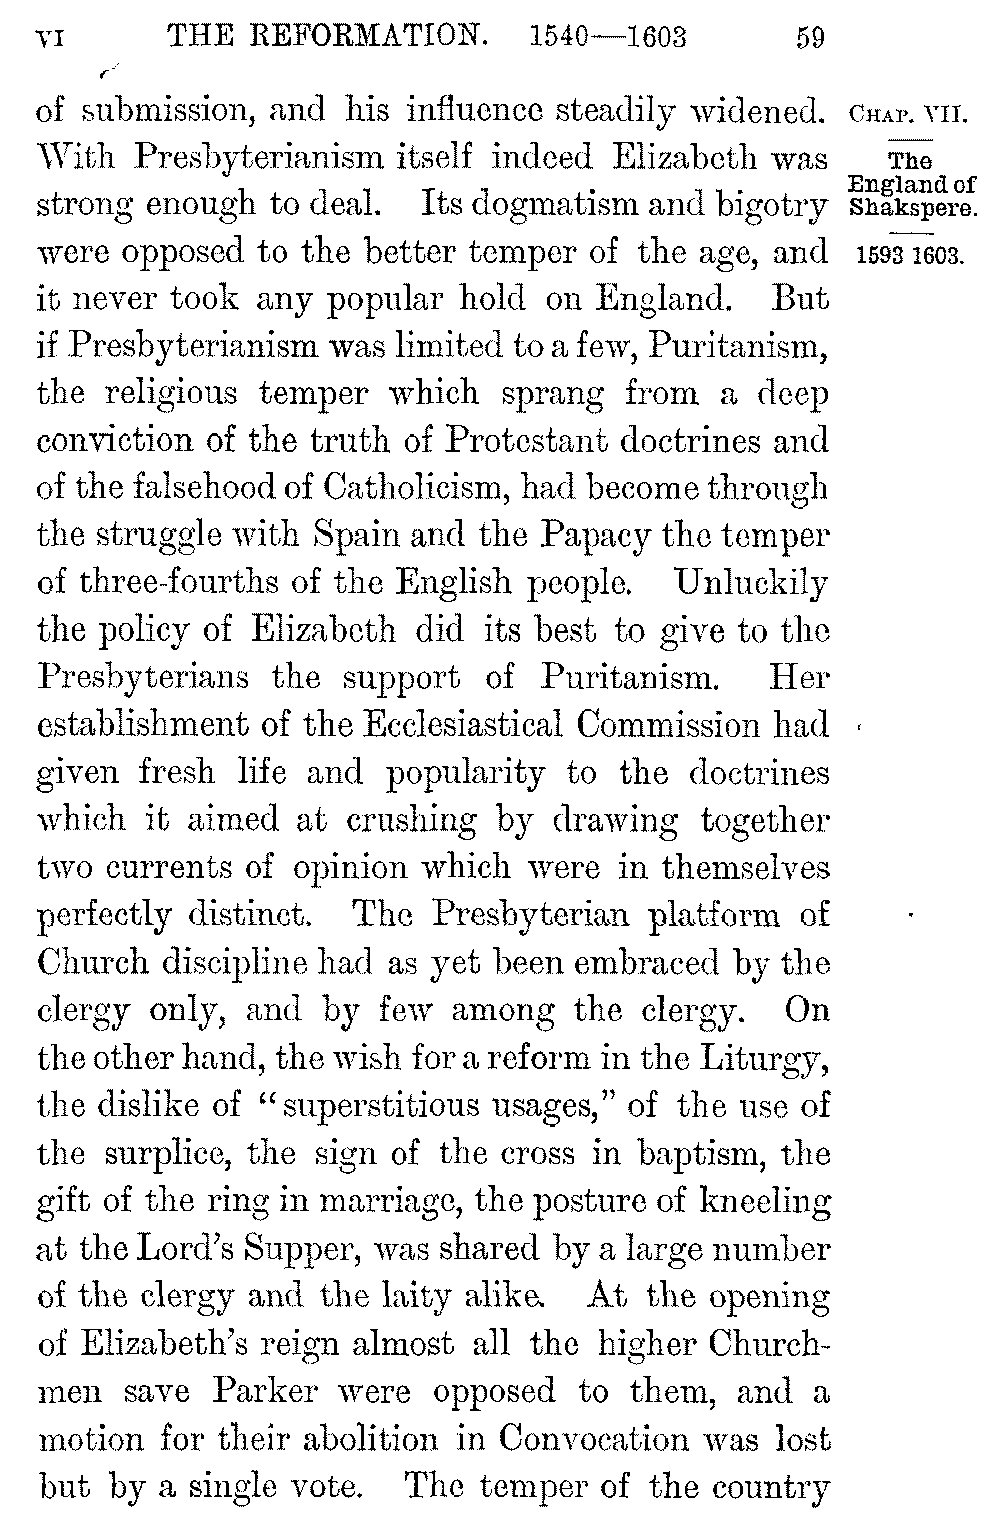 VI THE REFORMATION. 1540—1603 59
of submission, and his influence steadily widened.
With Presbyterianism itself indeed Elizabeth was
strong enough to deal. Its dogmatism and bigotry
were opposed to the better temper of the age, and
it never took any popular hold on England. But
if Presbyterianism was limited to a few, Puritanism,
the religious temper which sprang from a deep
conviction of the truth of Protestant doctrines and
of the falsehood of Catholicism, had become through
the struggle with Spain and the Papacy the temper
of three-fourths of the English people. Unluckily
the policy of Elizabeth did its best to give to the
Presbyterians the support of Puritanism. Her
establishment of the Ecclesiastical Commission had
given fresh life and popularity to the doctrines
which it aimed at crushing by drawing together
two currents of opinion which were in themselves
perfectly distinct. The Presbyterian platform of
Church discipline had as yet been embraced by the
clergy only, and by few among the clergy. On
the other hand, the wish for a reform in the Liturgy,
the dislike of "superstitious usages," of the use of
the surplice, the sign of the cross in baptism, the
gift of the ring in marriage, the posture of kneeling
at the Lord's Supper, was shared by a large number
of the clergy and the laity alike. At the opening
of Elizabeth's reign almost all the higher Church-
men save Parker were opposed to them, and a
motion for their abolition in Convocation was lost
but by a single vote. The temper of the country
CHAP. VII.
The
England of
Shakspere.
1593 1603.